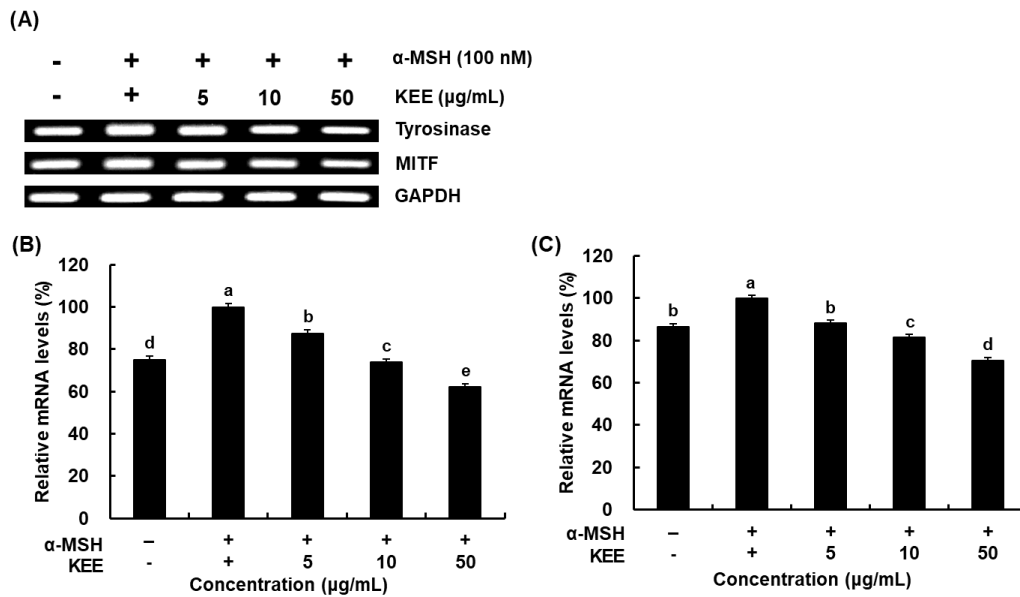 (A)
- + + + + α-MSH (100 nM)
- + 5 10 50 KEE (µg/mL)
Tyrosinase
MITF
GAPDH
(B)
Relative mRNA levels (%)
120
100
80
60
40
20
0
d a b c e
α-MSH – + + + +
KEE - + 5 10 50
Concentration (µg/mL)
(C)
Relative mRNA levels (%)
120
100
80
60
40
20
0
b a b c d
α-MSH – + + + +
KEE - + 5 10 50
Concentration (µg/mL)